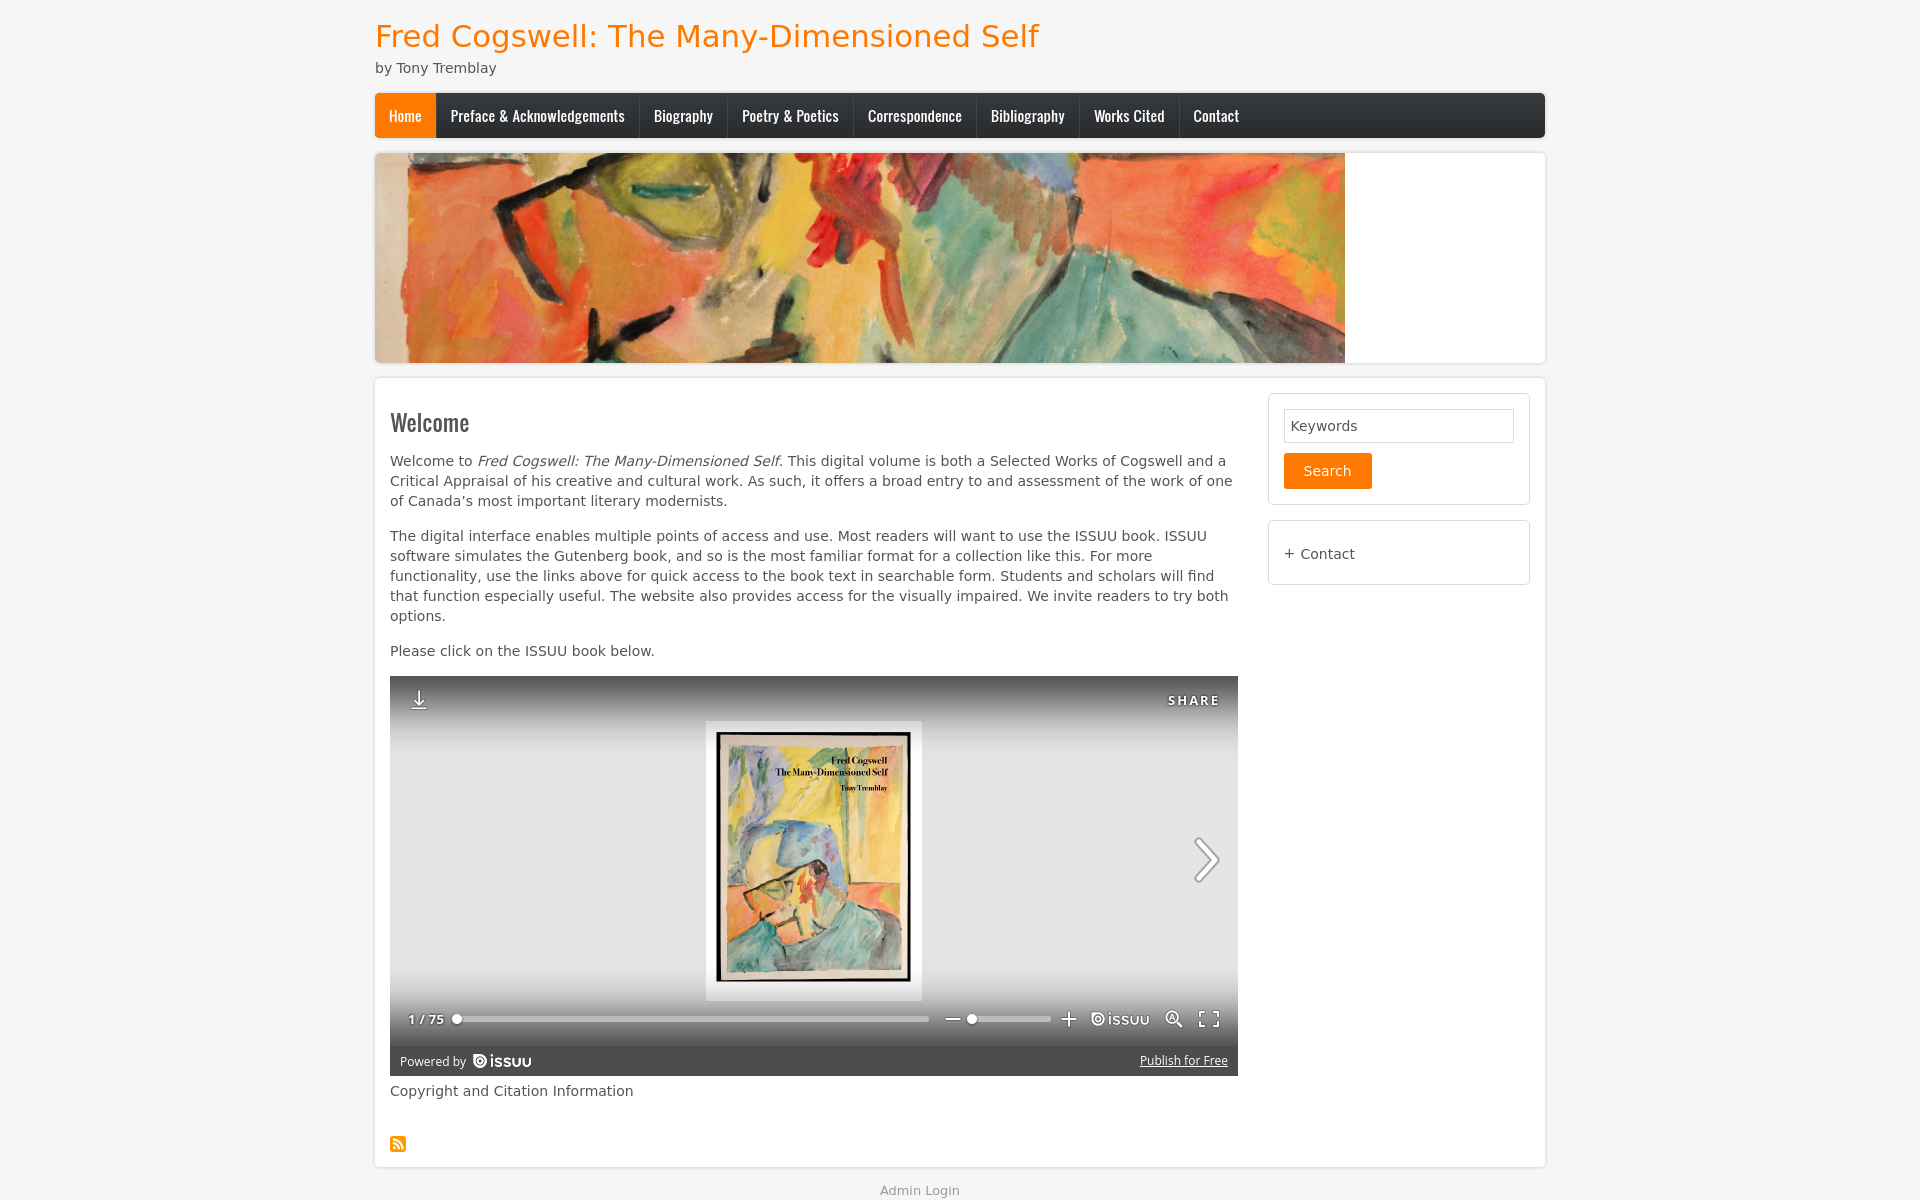 Fred Cogswell: The Many-Dimensioned Self
by Tony Tremblay
Home
Preface & Acknowledgements
Biography
Poetry & Poetics
Correspondence
Bibliography
Works Cited
Contact
Welcome
Welcome to Fred Cogswell: The Many-Dimensioned Self. This digital volume is both a Selected Works of Cogswell and a
Critical Appraisal of his creative and cultural work. As such, it offers a broad entry to and assessment of the work of one
of Canada’s most important literary modernists.
The digital interface enables multiple points of access and use. Most readers will want to use the ISSUU book. ISSUU
software simulates the Gutenberg book, and so is the most familiar format for a collection like this. For more
functionality, use the links above for quick access to the book text in searchable form. Students and scholars will find
that function especially useful. The website also provides access for the visually impaired. We invite readers to try both
options.
Please click on the ISSUU book below.
SHARE
Fred Cogswell
The Many-Dimensioned Self
Tony Tremblay
1 / 75
issuu
Powered by issuu
Publish for Free
Copyright and Citation Information
Keywords
Search
+ Contact
Admin Login